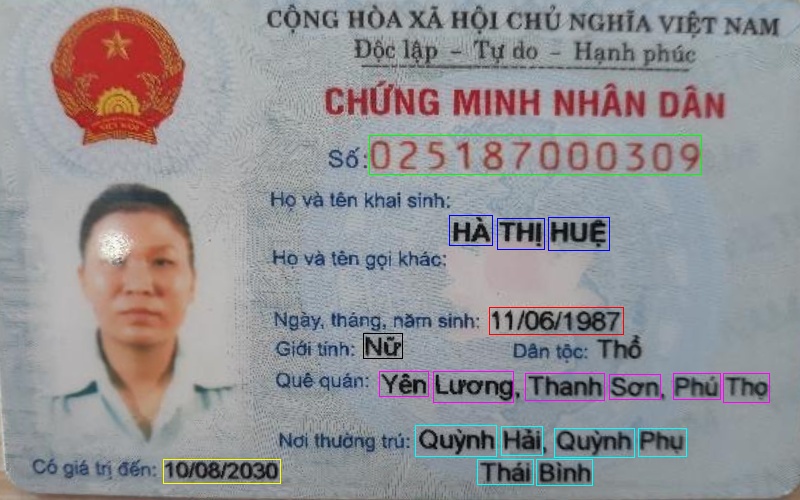 CỘNG HÒA XÃ HỘI CHỦ NGHĨA VIỆT NAM
Độc lập – Tự do – Hạnh phúc
CHỨNG MINH NHÂN DÂN
Số: 025187000309
Họ và tên khai sinh:
HÀ THỊ HUỆ
Họ và tên gọi khác:
Ngày, tháng, năm sinh: 11/06/1987
Giới tính: Nữ Dân tộc: Thổ
Quê quán: Yên Lương, Thanh Sơn, Phú Thọ
Nơi thường trú: Quỳnh Hải, Quỳnh Phụ
Thái Bình
Có giá trị đến: 10/08/2030